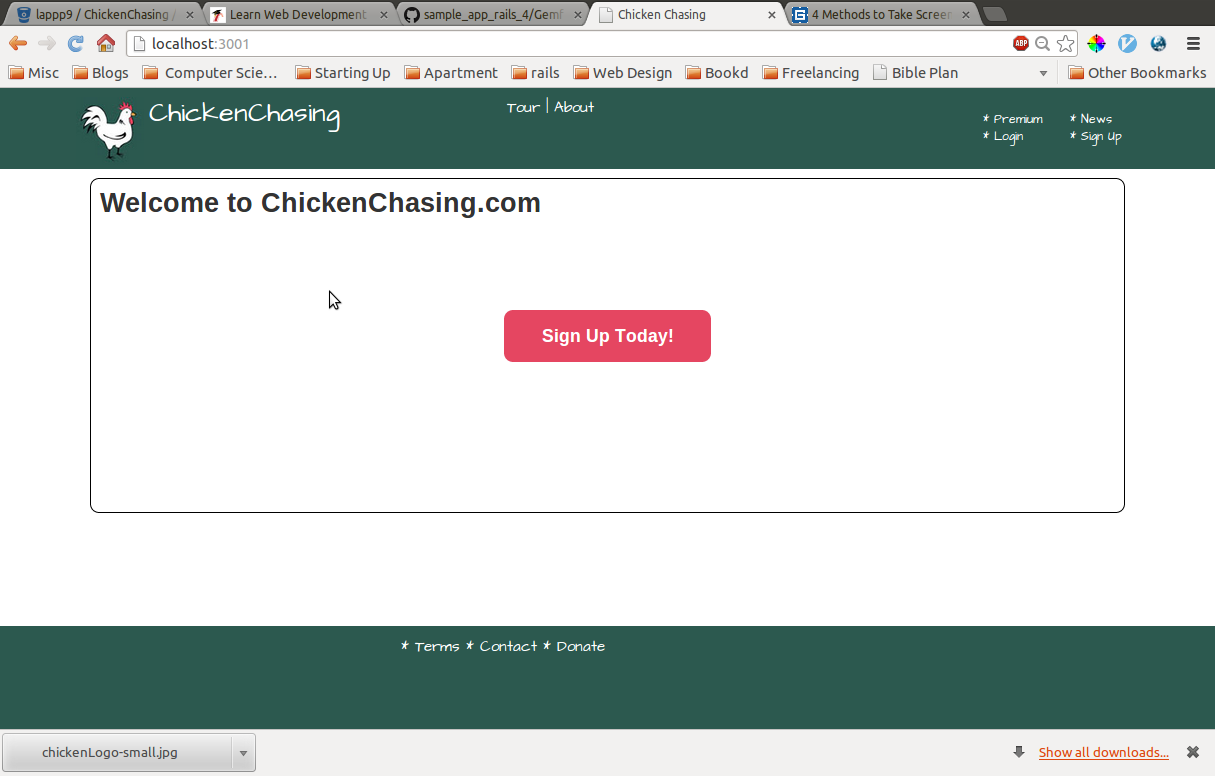 lappp9 / ChickenChasing /
Learn Web Development
sample_app_rails_4/Gemf
Chicken Chasing
4 Methods to Take Screen
localhost:3001
ABP
Misc
Blogs
Computer Scie...
Starting Up
Apartment
rails
Web Design
Bookd
Freelancing
Bible Plan
Other Bookmarks
ChickenChasing
Tour | About
* Premium
* News
* Login
* Sign Up
Welcome to ChickenChasing.com
Sign Up Today!
* Terms * Contact * Donate
chickenLogo-small.jpg
Show all downloads...